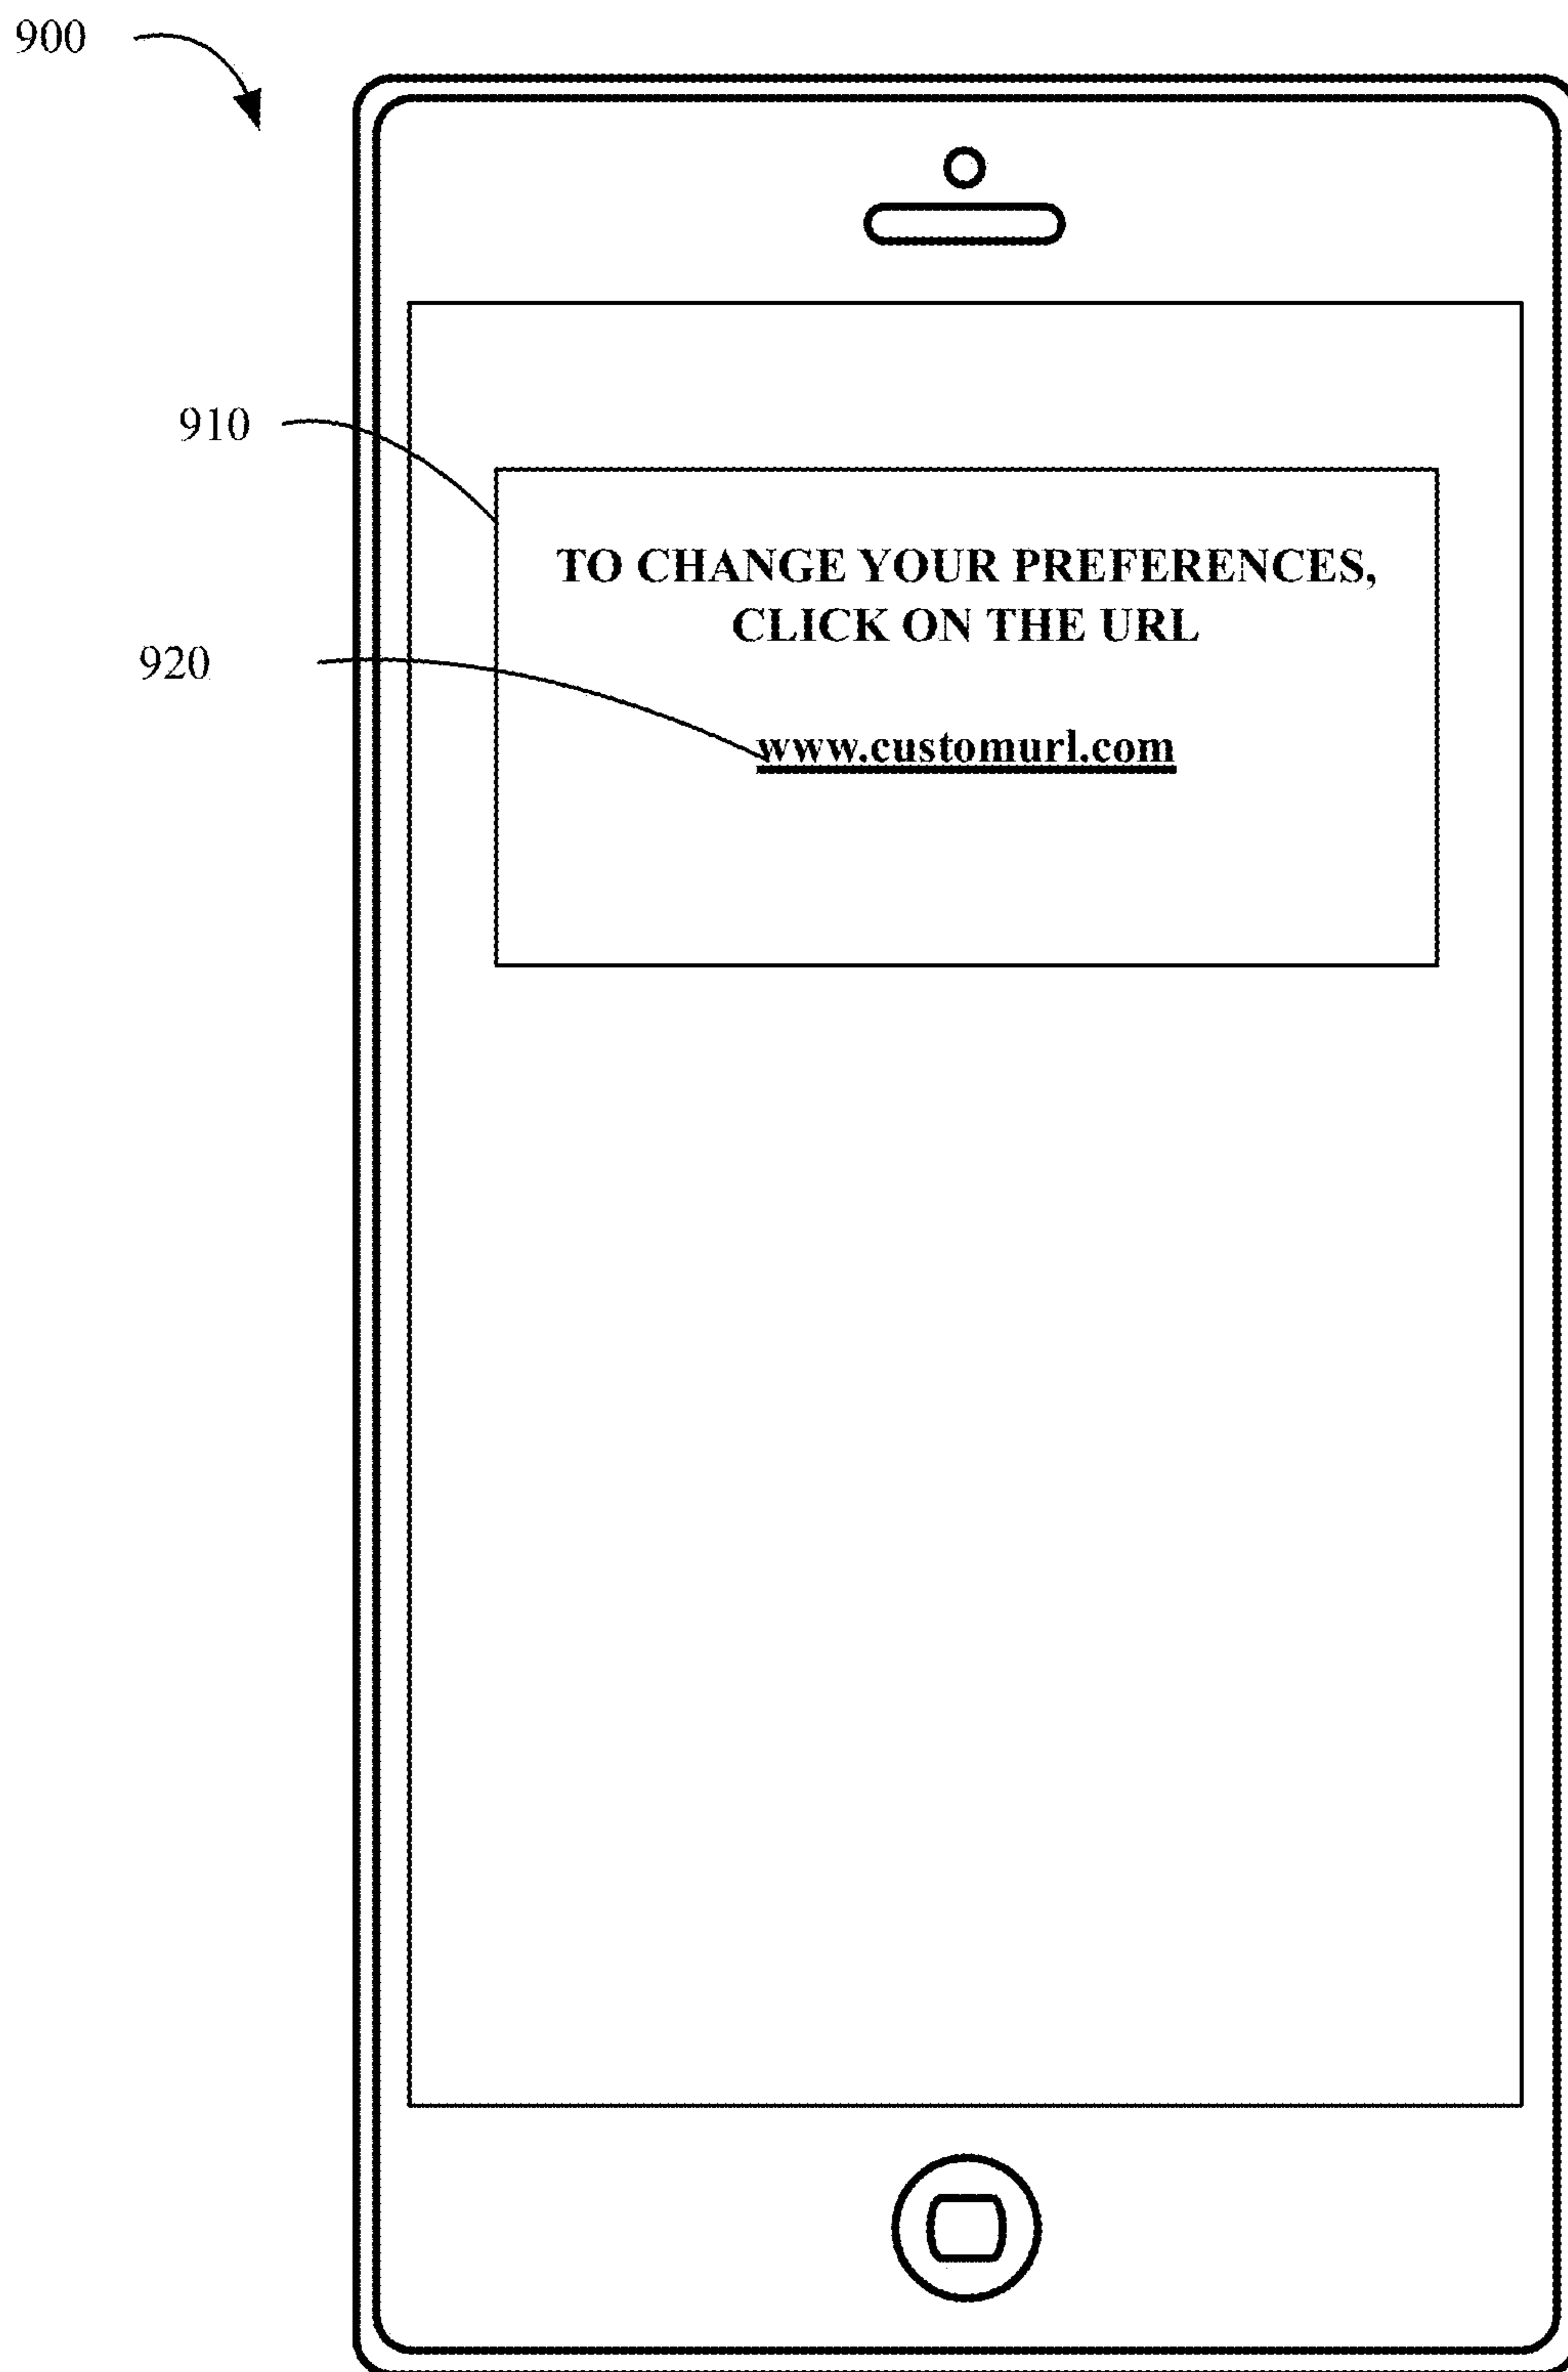 900
910
TO CHANGE YOUR PREFERENCES,
CLICK ON THE URL
920
www.customurl.com